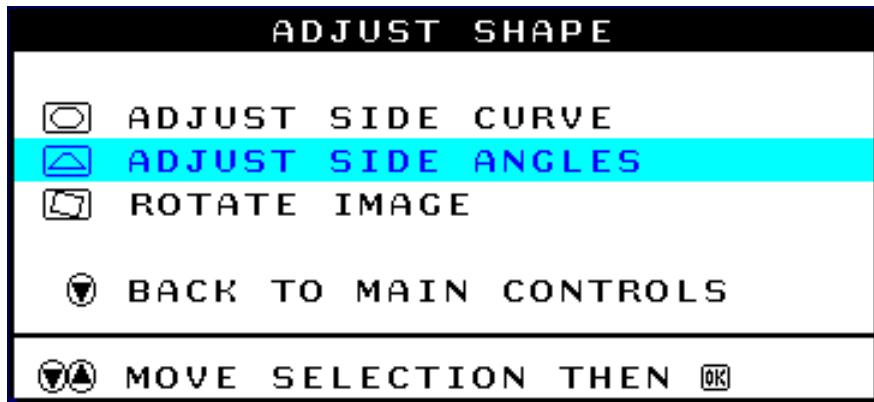 ADJUST SHAPE
ADJUST SIDE CURVE
ADJUST SIDE ANGLES
ROTATE IMAGE
BACK TO MAIN CONTROLS
MOVE SELECTION THEN OK